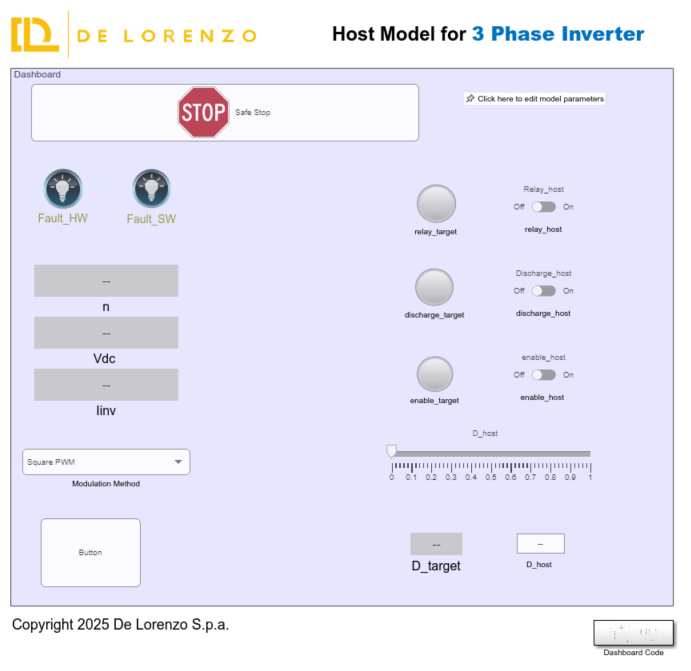 DE LORENZO
Host Model for 3 Phase Inverter
Dashboard
STOP Safe Stop
Click here to edit model parameters
Fault_HW
Fault_SW
relay_target
Relay_host
Off On
relay_host
--
n
Discharge_host
Off On
discharge_target
discharge_host
--
Vdc
enable_host
Off On
--
Iinv
enable_target
enable_host
D_host
0 0.1 0.2 0.3 0.4 0.5 0.6 0.7 0.8 0.9 1
Square PWM
Modulation Method
Button
--
D_target
--
D_host
Copyright 2025 De Lorenzo S.p.a.
Dashboard Code